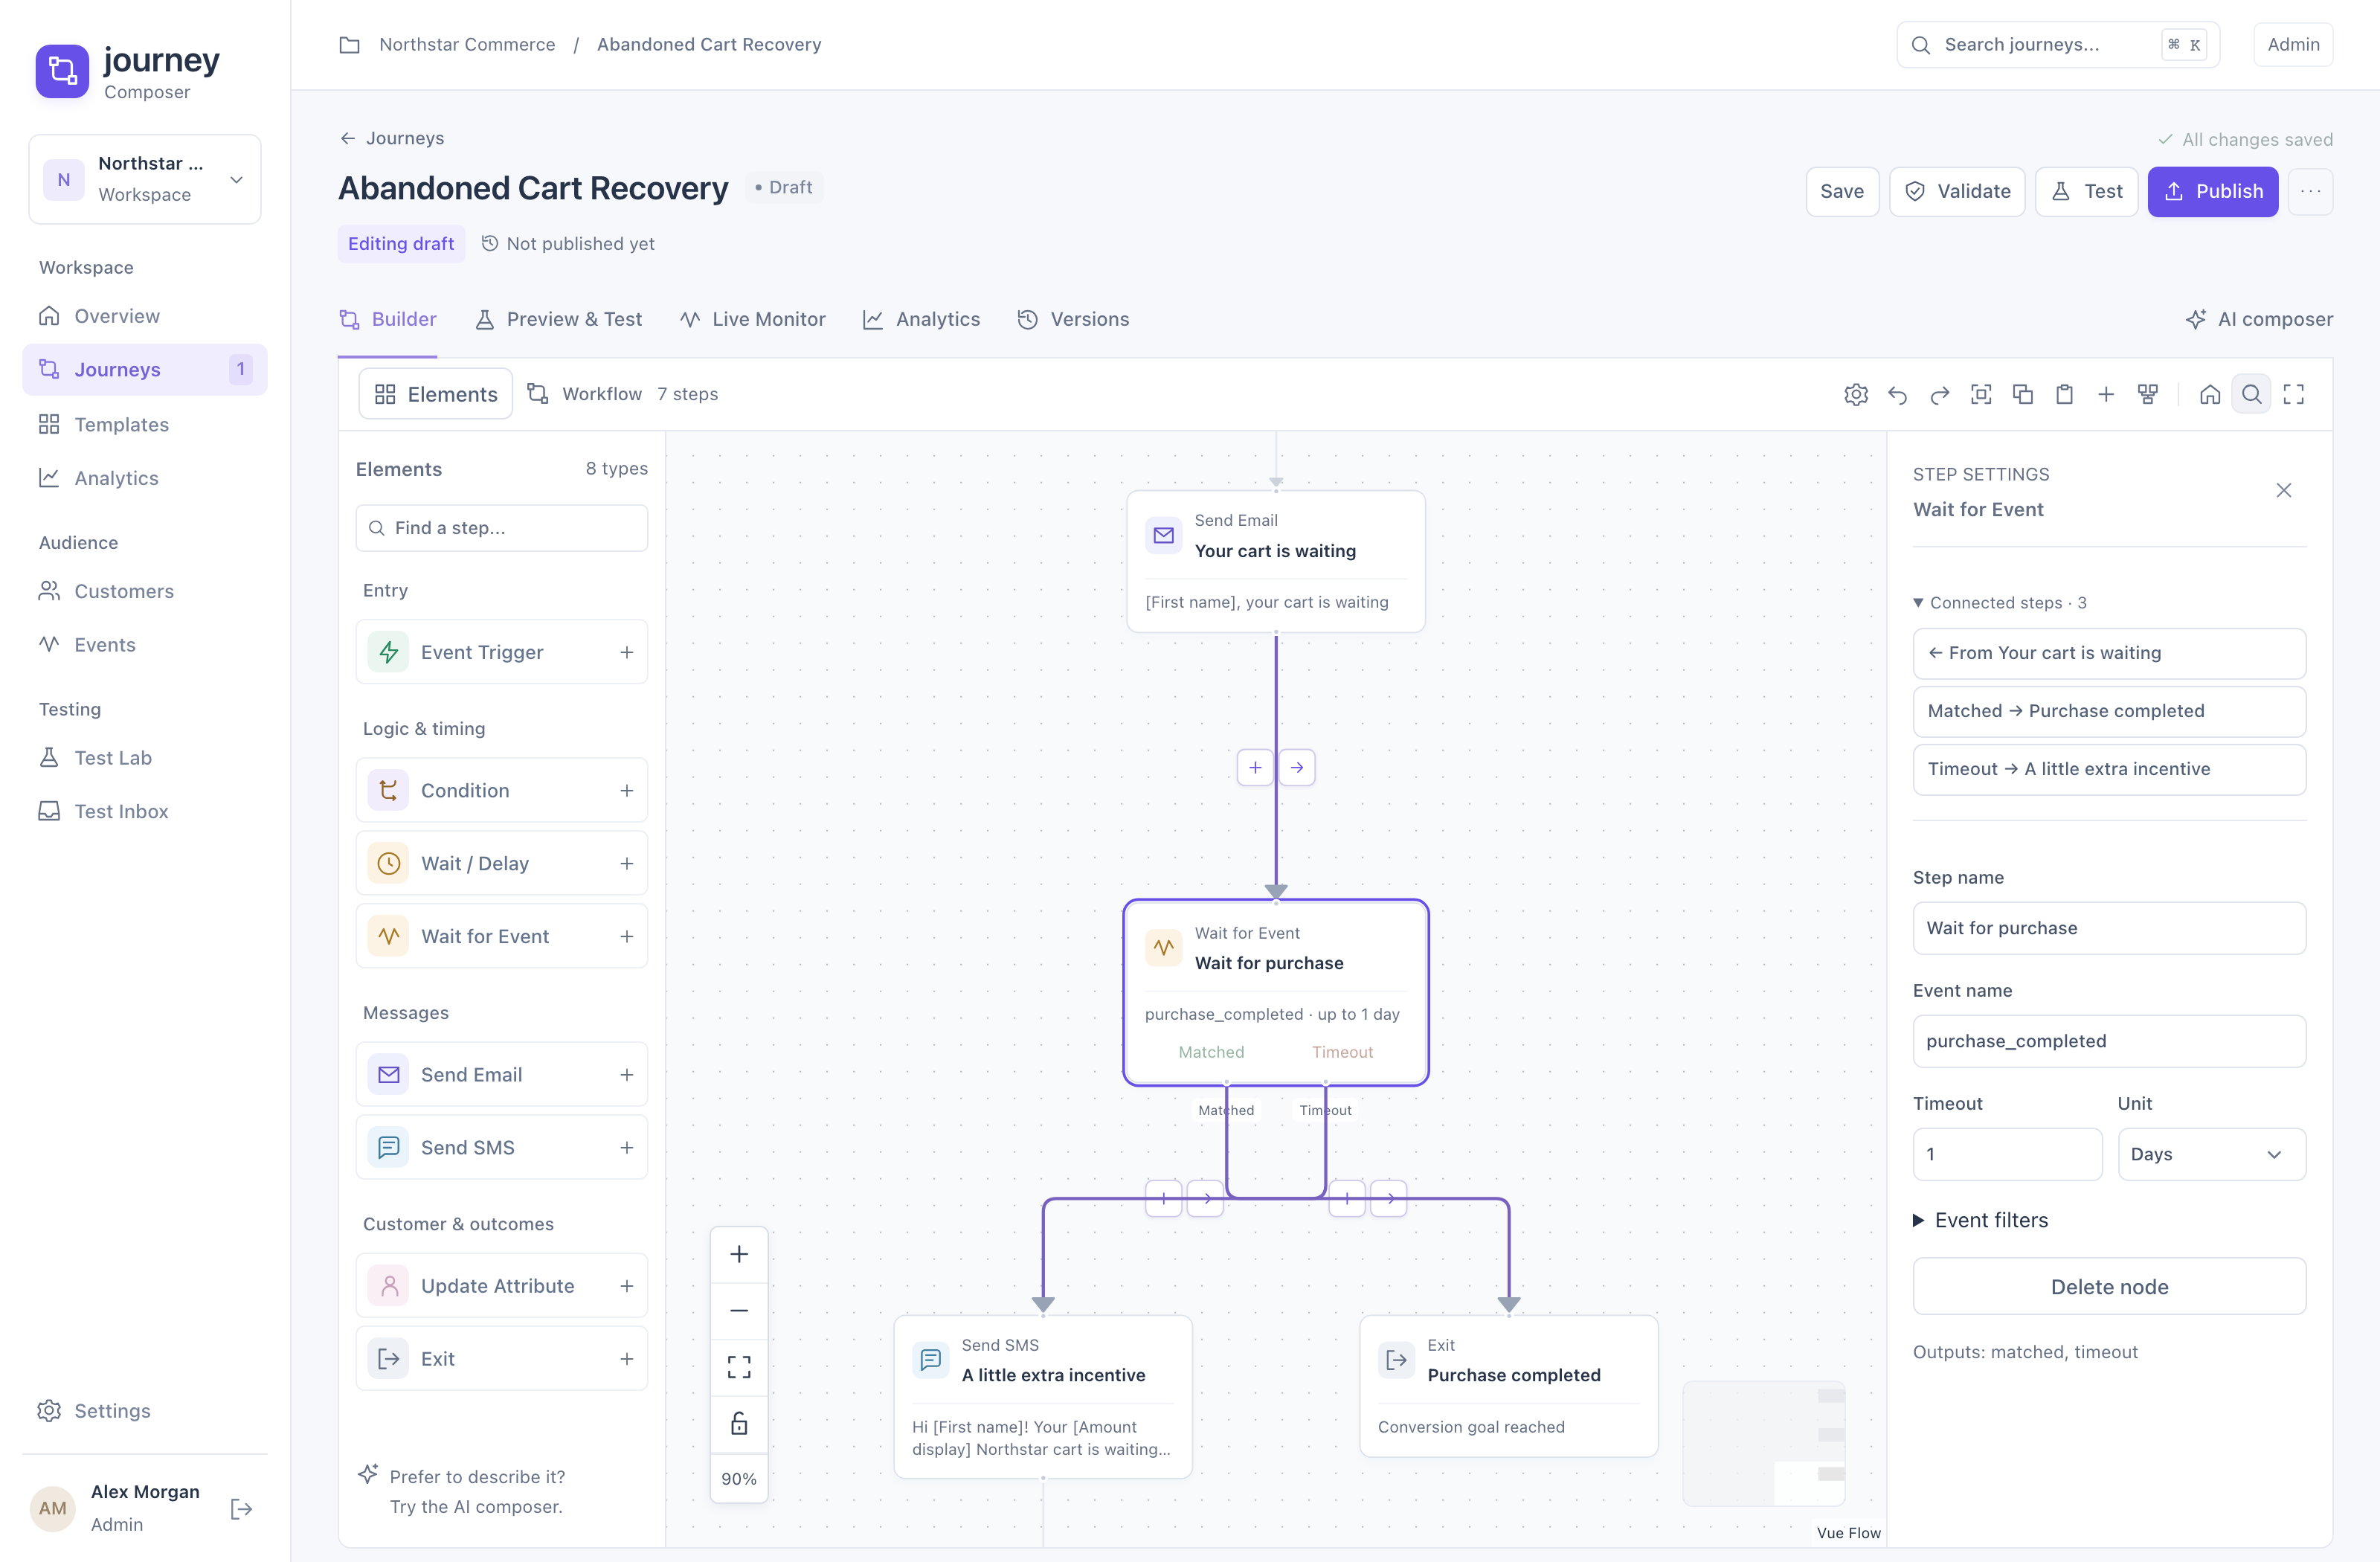 journey
Composer
N
Northstar ...
Workspace
Workspace
Overview
Journeys
1
Templates
Analytics
Audience
Customers
Events
Testing
Test Lab
Test Inbox
Settings
AM
Alex Morgan
Admin
Northstar Commerce / Abandoned Cart Recovery
Search journeys...
⌘ K
Admin
← Journeys
All changes saved
Abandoned Cart Recovery
• Draft
Save
Validate
Test
Publish
...
Editing draft
Not published yet
Builder
Preview & Test
Live Monitor
Analytics
Versions
AI composer
Elements
Workflow
7 steps
Elements
8 types
Find a step...
Entry
Event Trigger
Logic & timing
Condition
Wait / Delay
Wait for Event
Messages
Send Email
Send SMS
Customer & outcomes
Update Attribute
Exit
Prefer to describe it?
Try the AI composer.
Send Email
Your cart is waiting
[First name], your cart is waiting
Wait for Event
Wait for purchase
purchase_completed · up to 1 day
Matched
Timeout
Matched
Timeout
Send SMS
A little extra incentive
Hi [First name]! Your [Amount
display] Northstar cart is waiting...
Exit
Purchase completed
Conversion goal reached
90%
Vue Flow
STEP SETTINGS
Wait for Event
▼ Connected steps · 3
← From Your cart is waiting
Matched → Purchase completed
Timeout → A little extra incentive
Step name
Wait for purchase
Event name
purchase_completed
Timeout
Unit
1
Days
▶ Event filters
Delete node
Outputs: matched, timeout